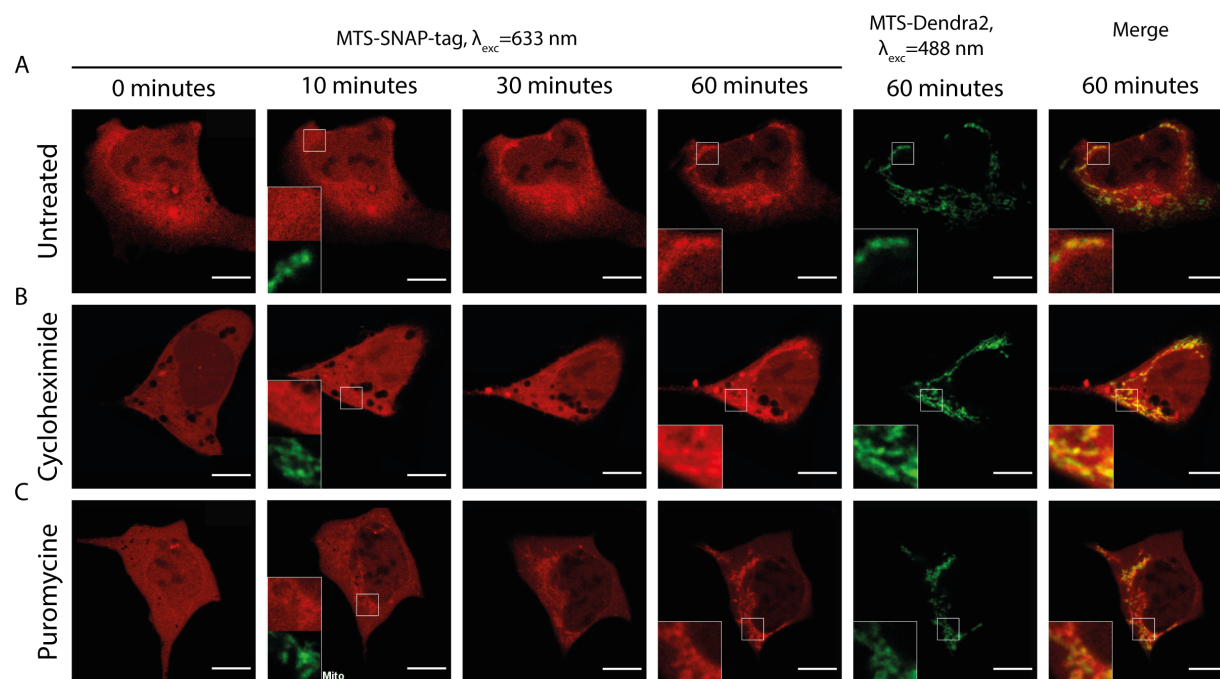 MTS-SNAP-tag, λexc=633 nm
MTS-Dendra2,
λexc=488 nm
Merge
A
0 minutes
10 minutes
30 minutes
60 minutes
60 minutes
60 minutes
Untreated
B
Cycloheximide
C
Puromycine
Mito